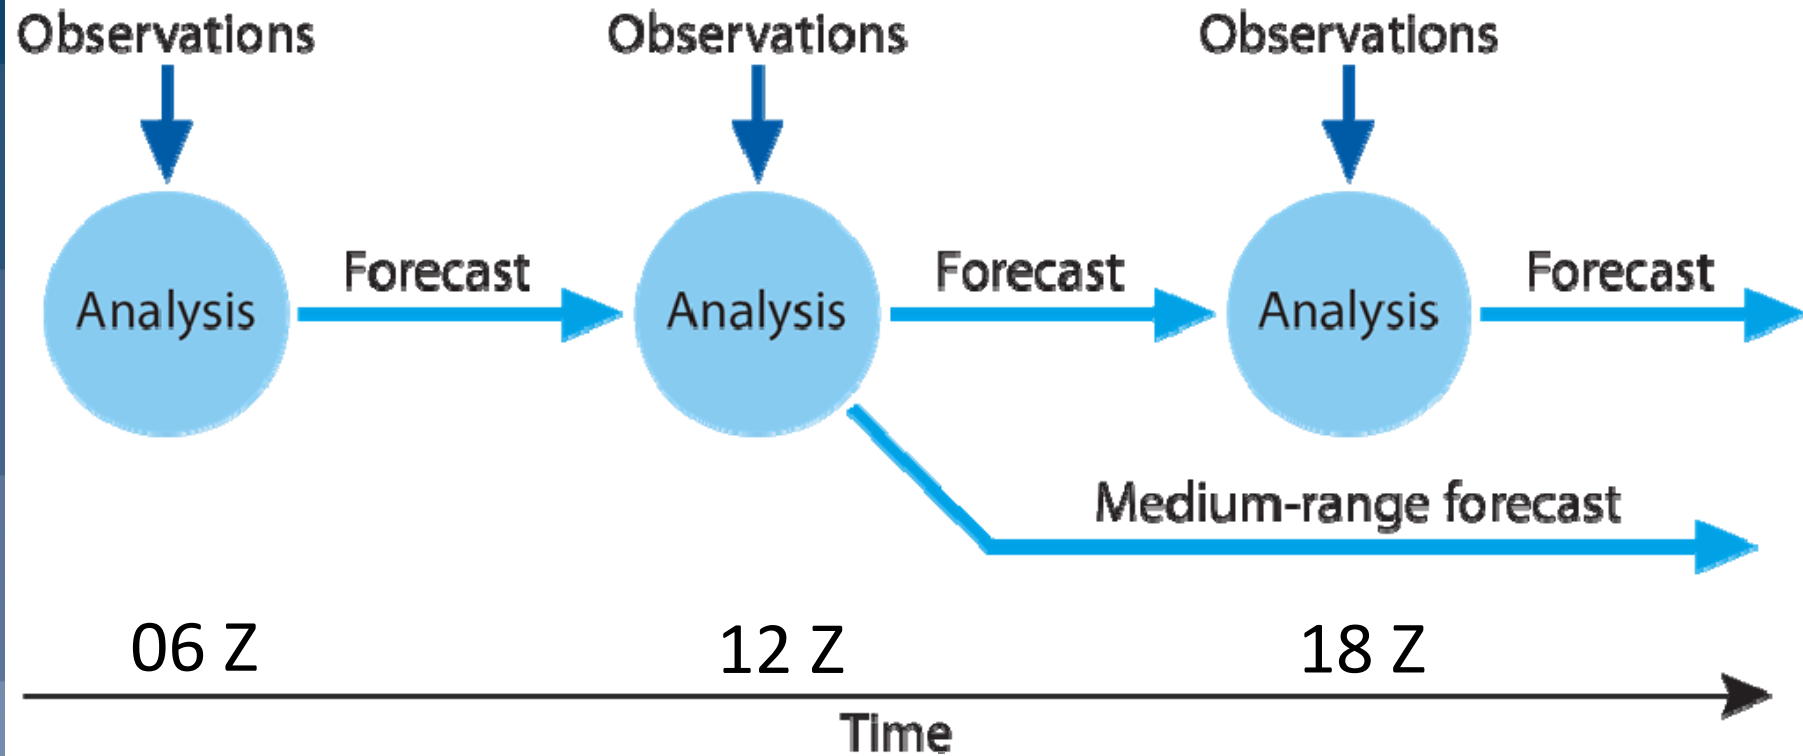 Observations Observations Observations
Forecast Forecast Forecast
Analysis Analysis Analysis
Medium-range forecast
06 Z 12 Z 18 Z
Time